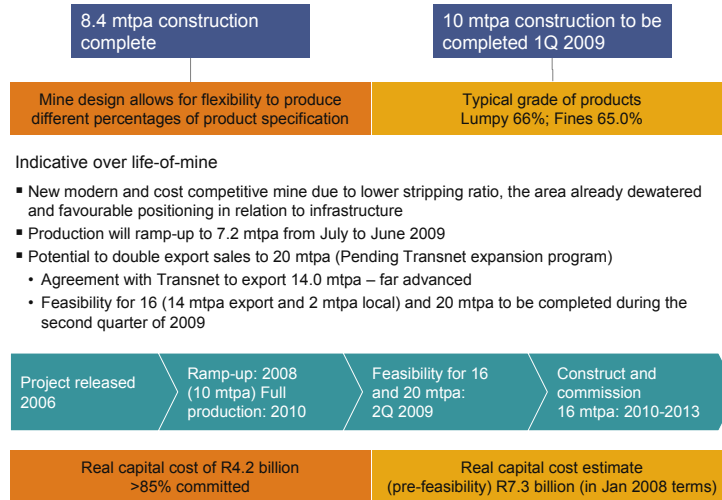 8.4 mtpa construction
complete
10 mtpa construction to be
completed 1Q 2009
Mine design allows for flexibility to produce
different percentages of product specification
Typical grade of products
Lumpy 66%; Fines 65.0%
Indicative over life-of-mine
▪ New modern and cost competitive mine due to lower stripping ratio, the area already dewatered
and favourable positioning in relation to infrastructure
▪ Production will ramp-up to 7.2 mtpa from July to June 2009
▪ Potential to double export sales to 20 mtpa (Pending Transnet expansion program)
• Agreement with Transnet to export 14.0 mtpa – far advanced
• Feasibility for 16 (14 mtpa export and 2 mtpa local) and 20 mtpa to be completed during the
second quarter of 2009
Project released
2006
Ramp-up: 2008
(10 mtpa) Full
production: 2010
Feasibility for 16
and 20 mtpa:
2Q 2009
Construct and
commission
16 mtpa: 2010-2013
Real capital cost of R4.2 billion
>85% committed
Real capital cost estimate
(pre-feasibility) R7.3 billion (in Jan 2008 terms)